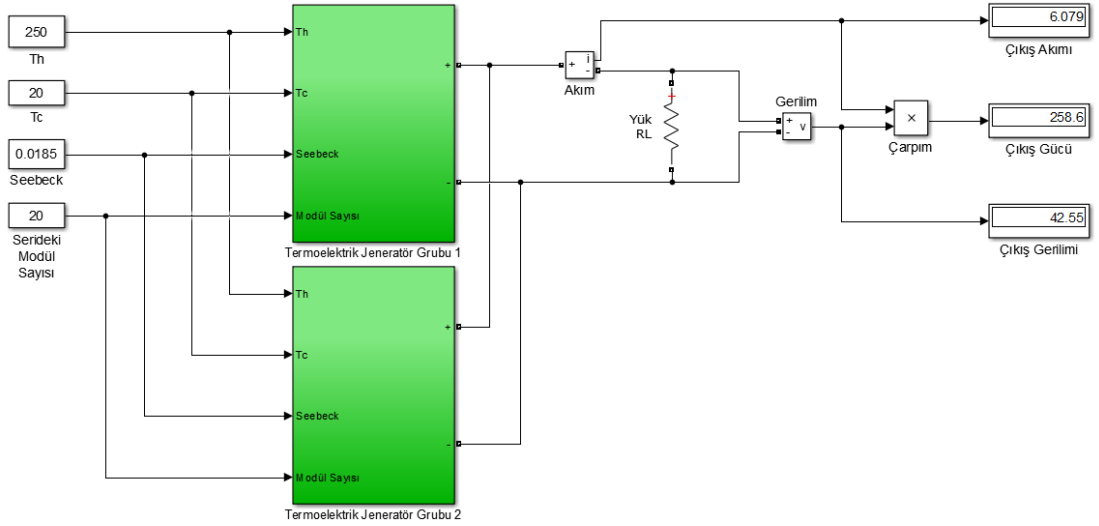 250
Th
20
Tc
0.0185
Seebeck
20
Serideki
Modül
Sayısı
Th
Tc
Seebeck
Modül Sayısı
+
-
Termoelektrik Jeneratör Grubu 1
Th
Tc
Seebeck
Modül Sayısı
+
-
Termoelektrik Jeneratör Grubu 2
+
i
-
Akım
+
Yük
RL
Gerilim
+
-
v
×
Çarpım
6.079
Çıkış Akımı
258.6
Çıkış Gücü
42.55
Çıkış Gerilimi